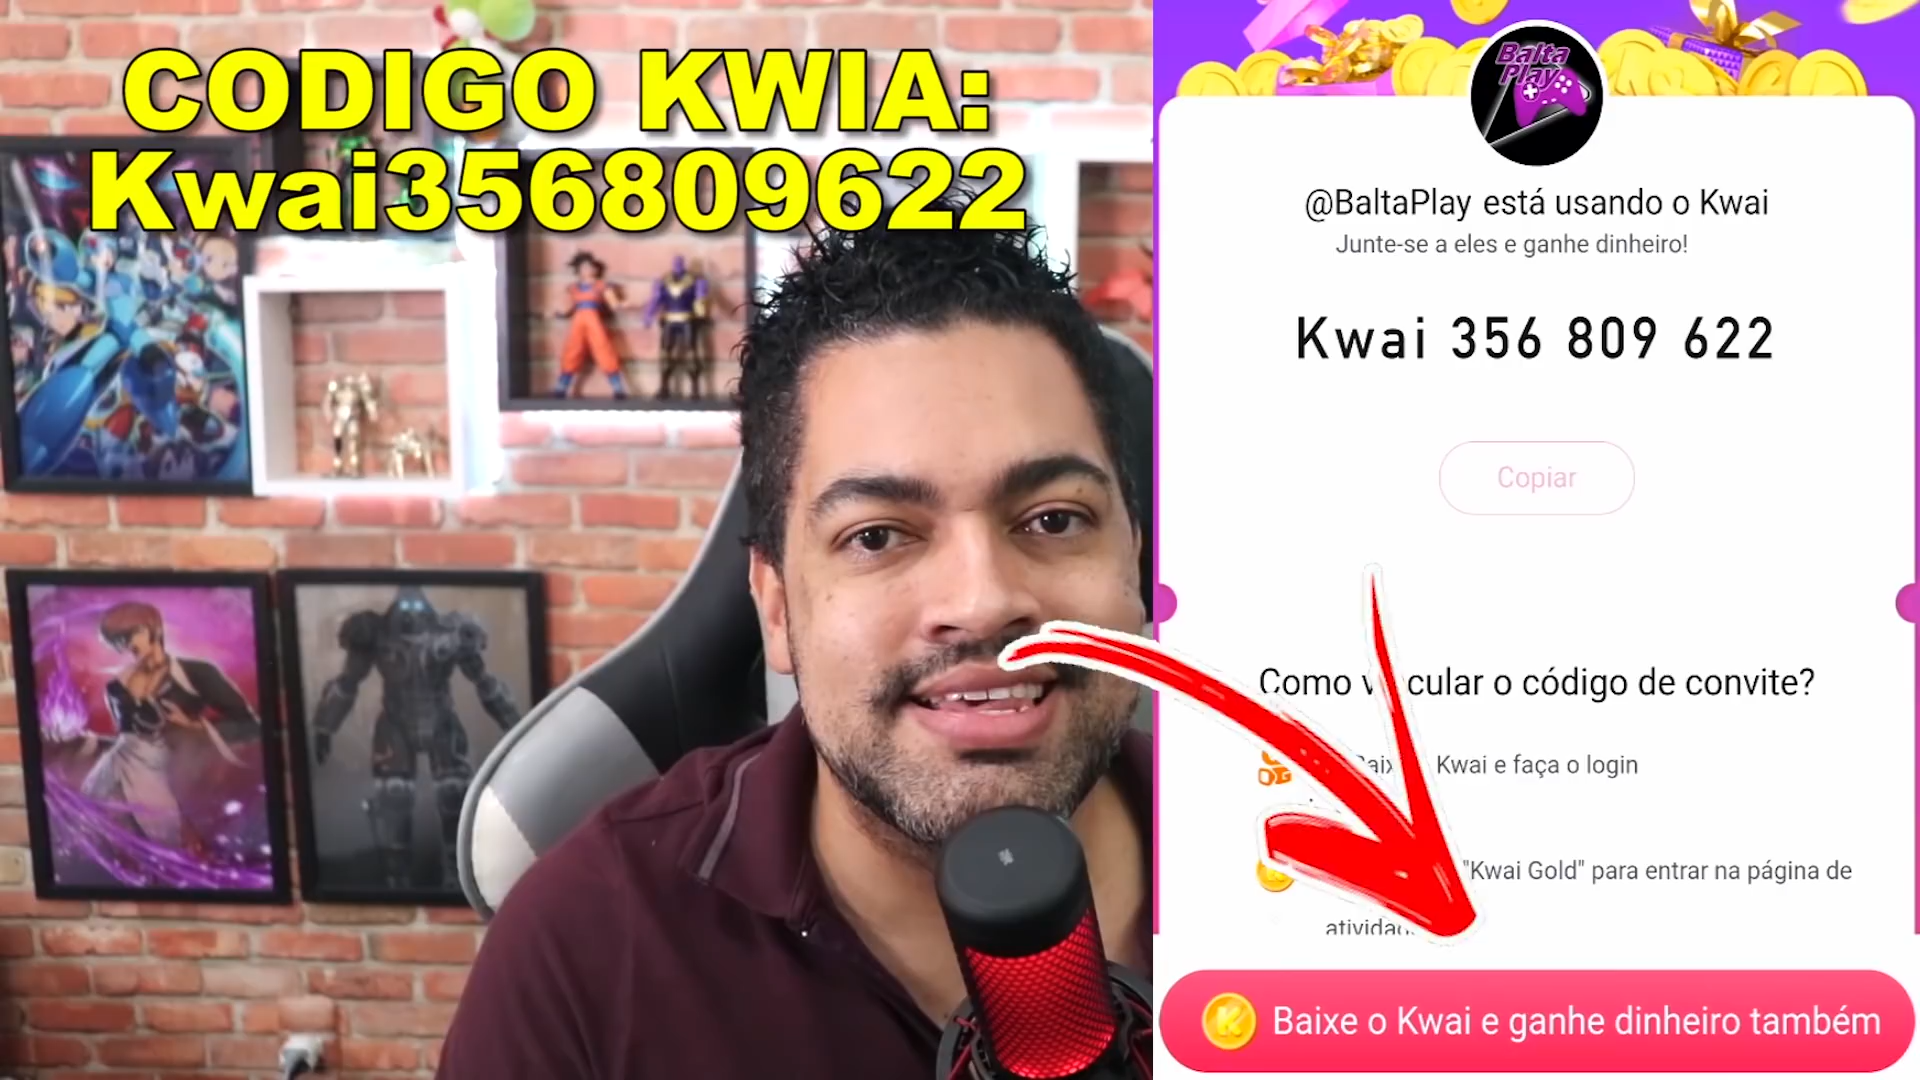 CODIGO KWIA:
Kwai356809622
Balta
Play
@BaltaPlay está usando o Kwai
Junte-se a eles e ganhe dinheiro!
Kwai 356 809 622
Copiar
Como cular o código de convite?
Kwai e faça o login
"Kwai Gold" para entrar na página de
Baixe o Kwai e ganhe dinheiro também